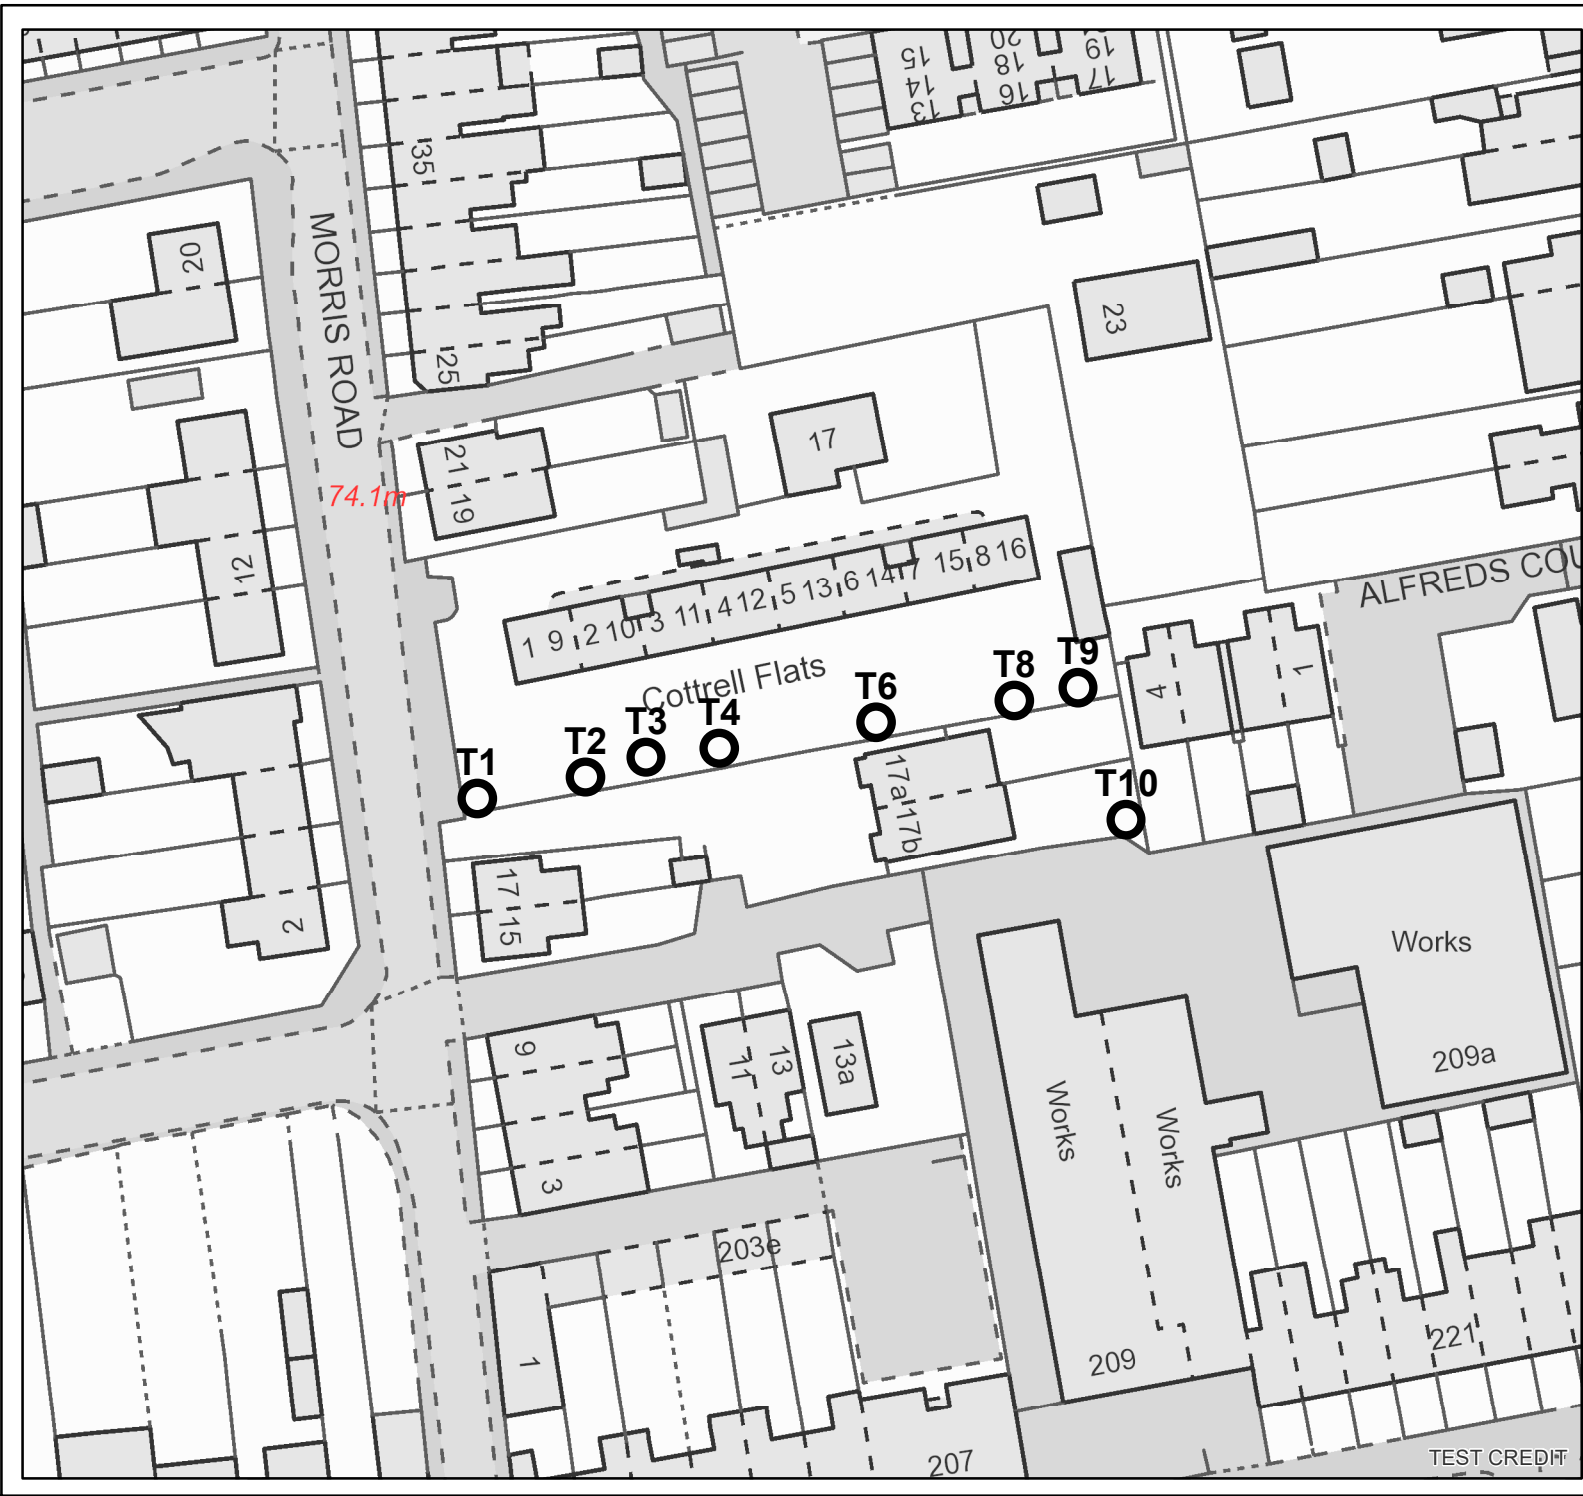 15
14
13
20
18
16
19
17
35
MORRIS ROAD
20
23
25
17
21
19
74.1m
12
1 9 2 10 3 11 4 12 5 13 6 14 7 15 8 16
ALFREDS COU
Cottrell Flats
T1
T2
T3
T4
T6
T8
T9
T10
4
1
17a
17b
17
15
2
Works
209a
9
3
11
13
13a
Works
Works
203e
1
209
221
207
TEST CREDIT